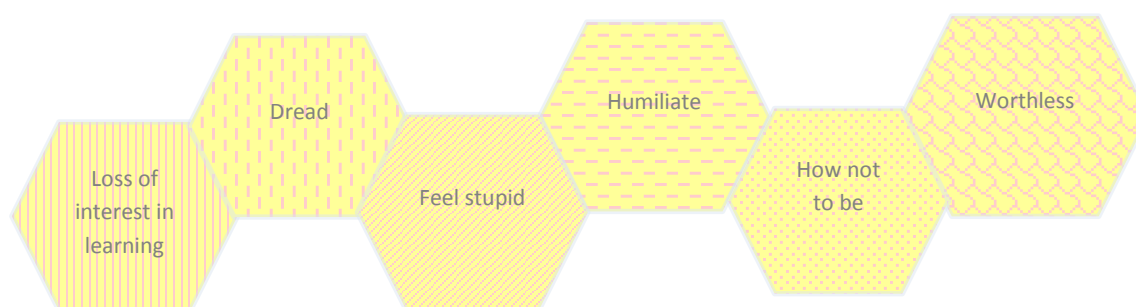 Loss of
interest in
learning
Dread
Feel stupid
Humiliate
How not
to be
Worthless